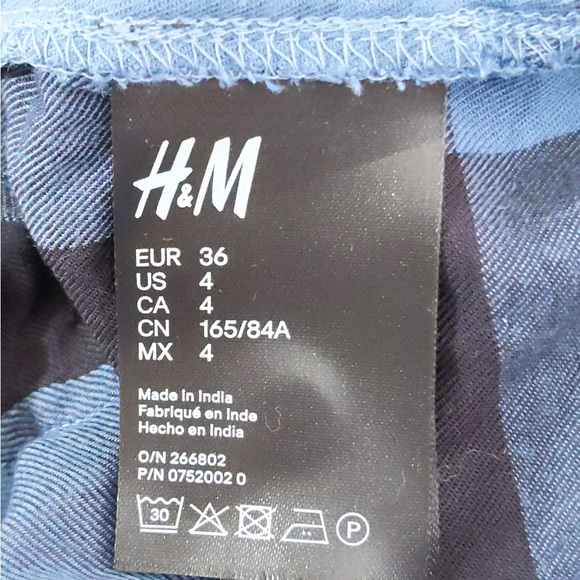 H&M
EUR 36
US 4
CA 4
CN 165/84A
MX 4
Made in India
Fabriqué en Inde
Hecho en India
O/N 266802
P/N 0752002 0
30
P